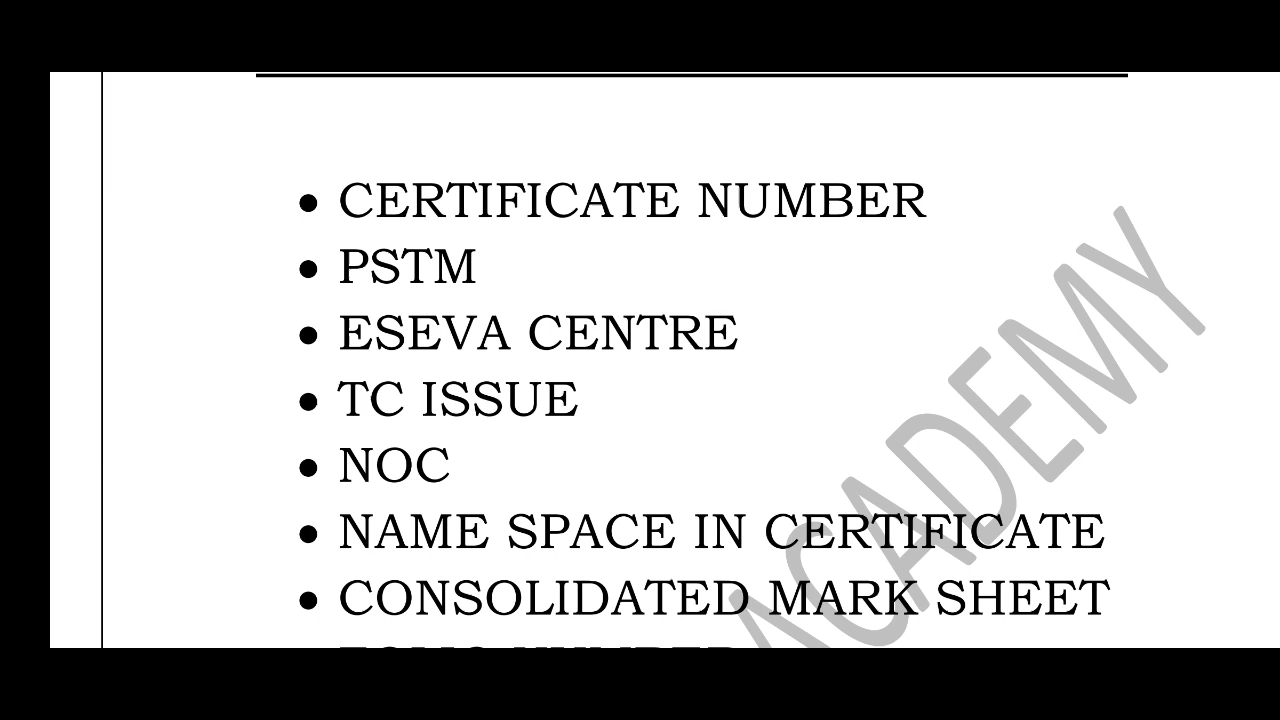 • CERTIFICATE NUMBER
• PSTM
• ESEVA CENTRE
• TC ISSUE
• NOC
• NAME SPACE IN CERTIFICATE
• CONSOLIDATED MARK SHEET
ACADEMY